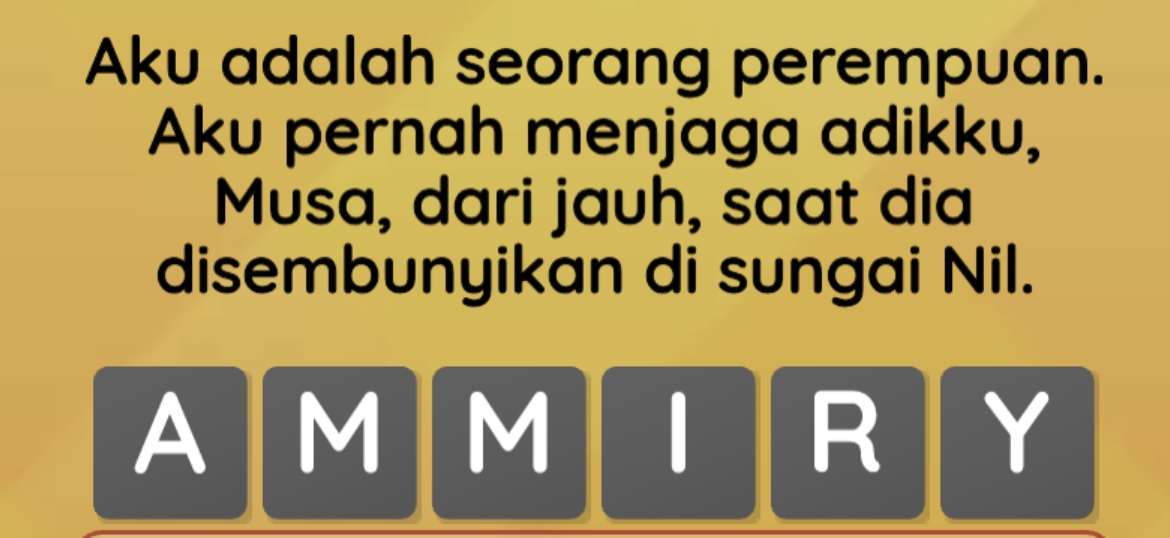 Aku adalah seorang perempuan.
Aku pernah menjaga adikku,
Musa, dari jauh, saat dia
disembunyikan di sungai Nil.
A M M I R Y